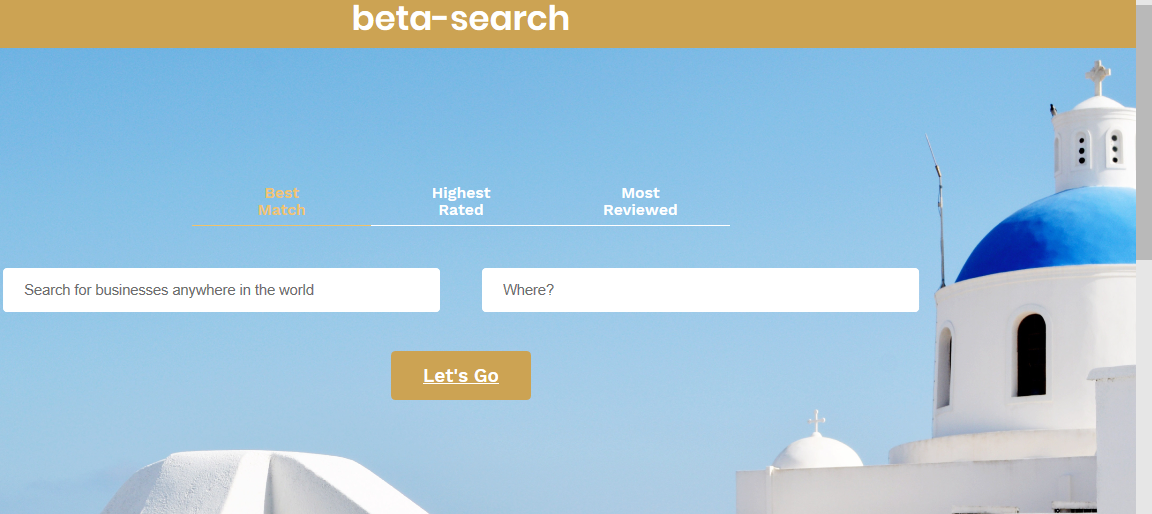 beta-search
Best
Match
Highest
Rated
Most
Reviewed
Search for businesses anywhere in the world
Where?
Let's Go